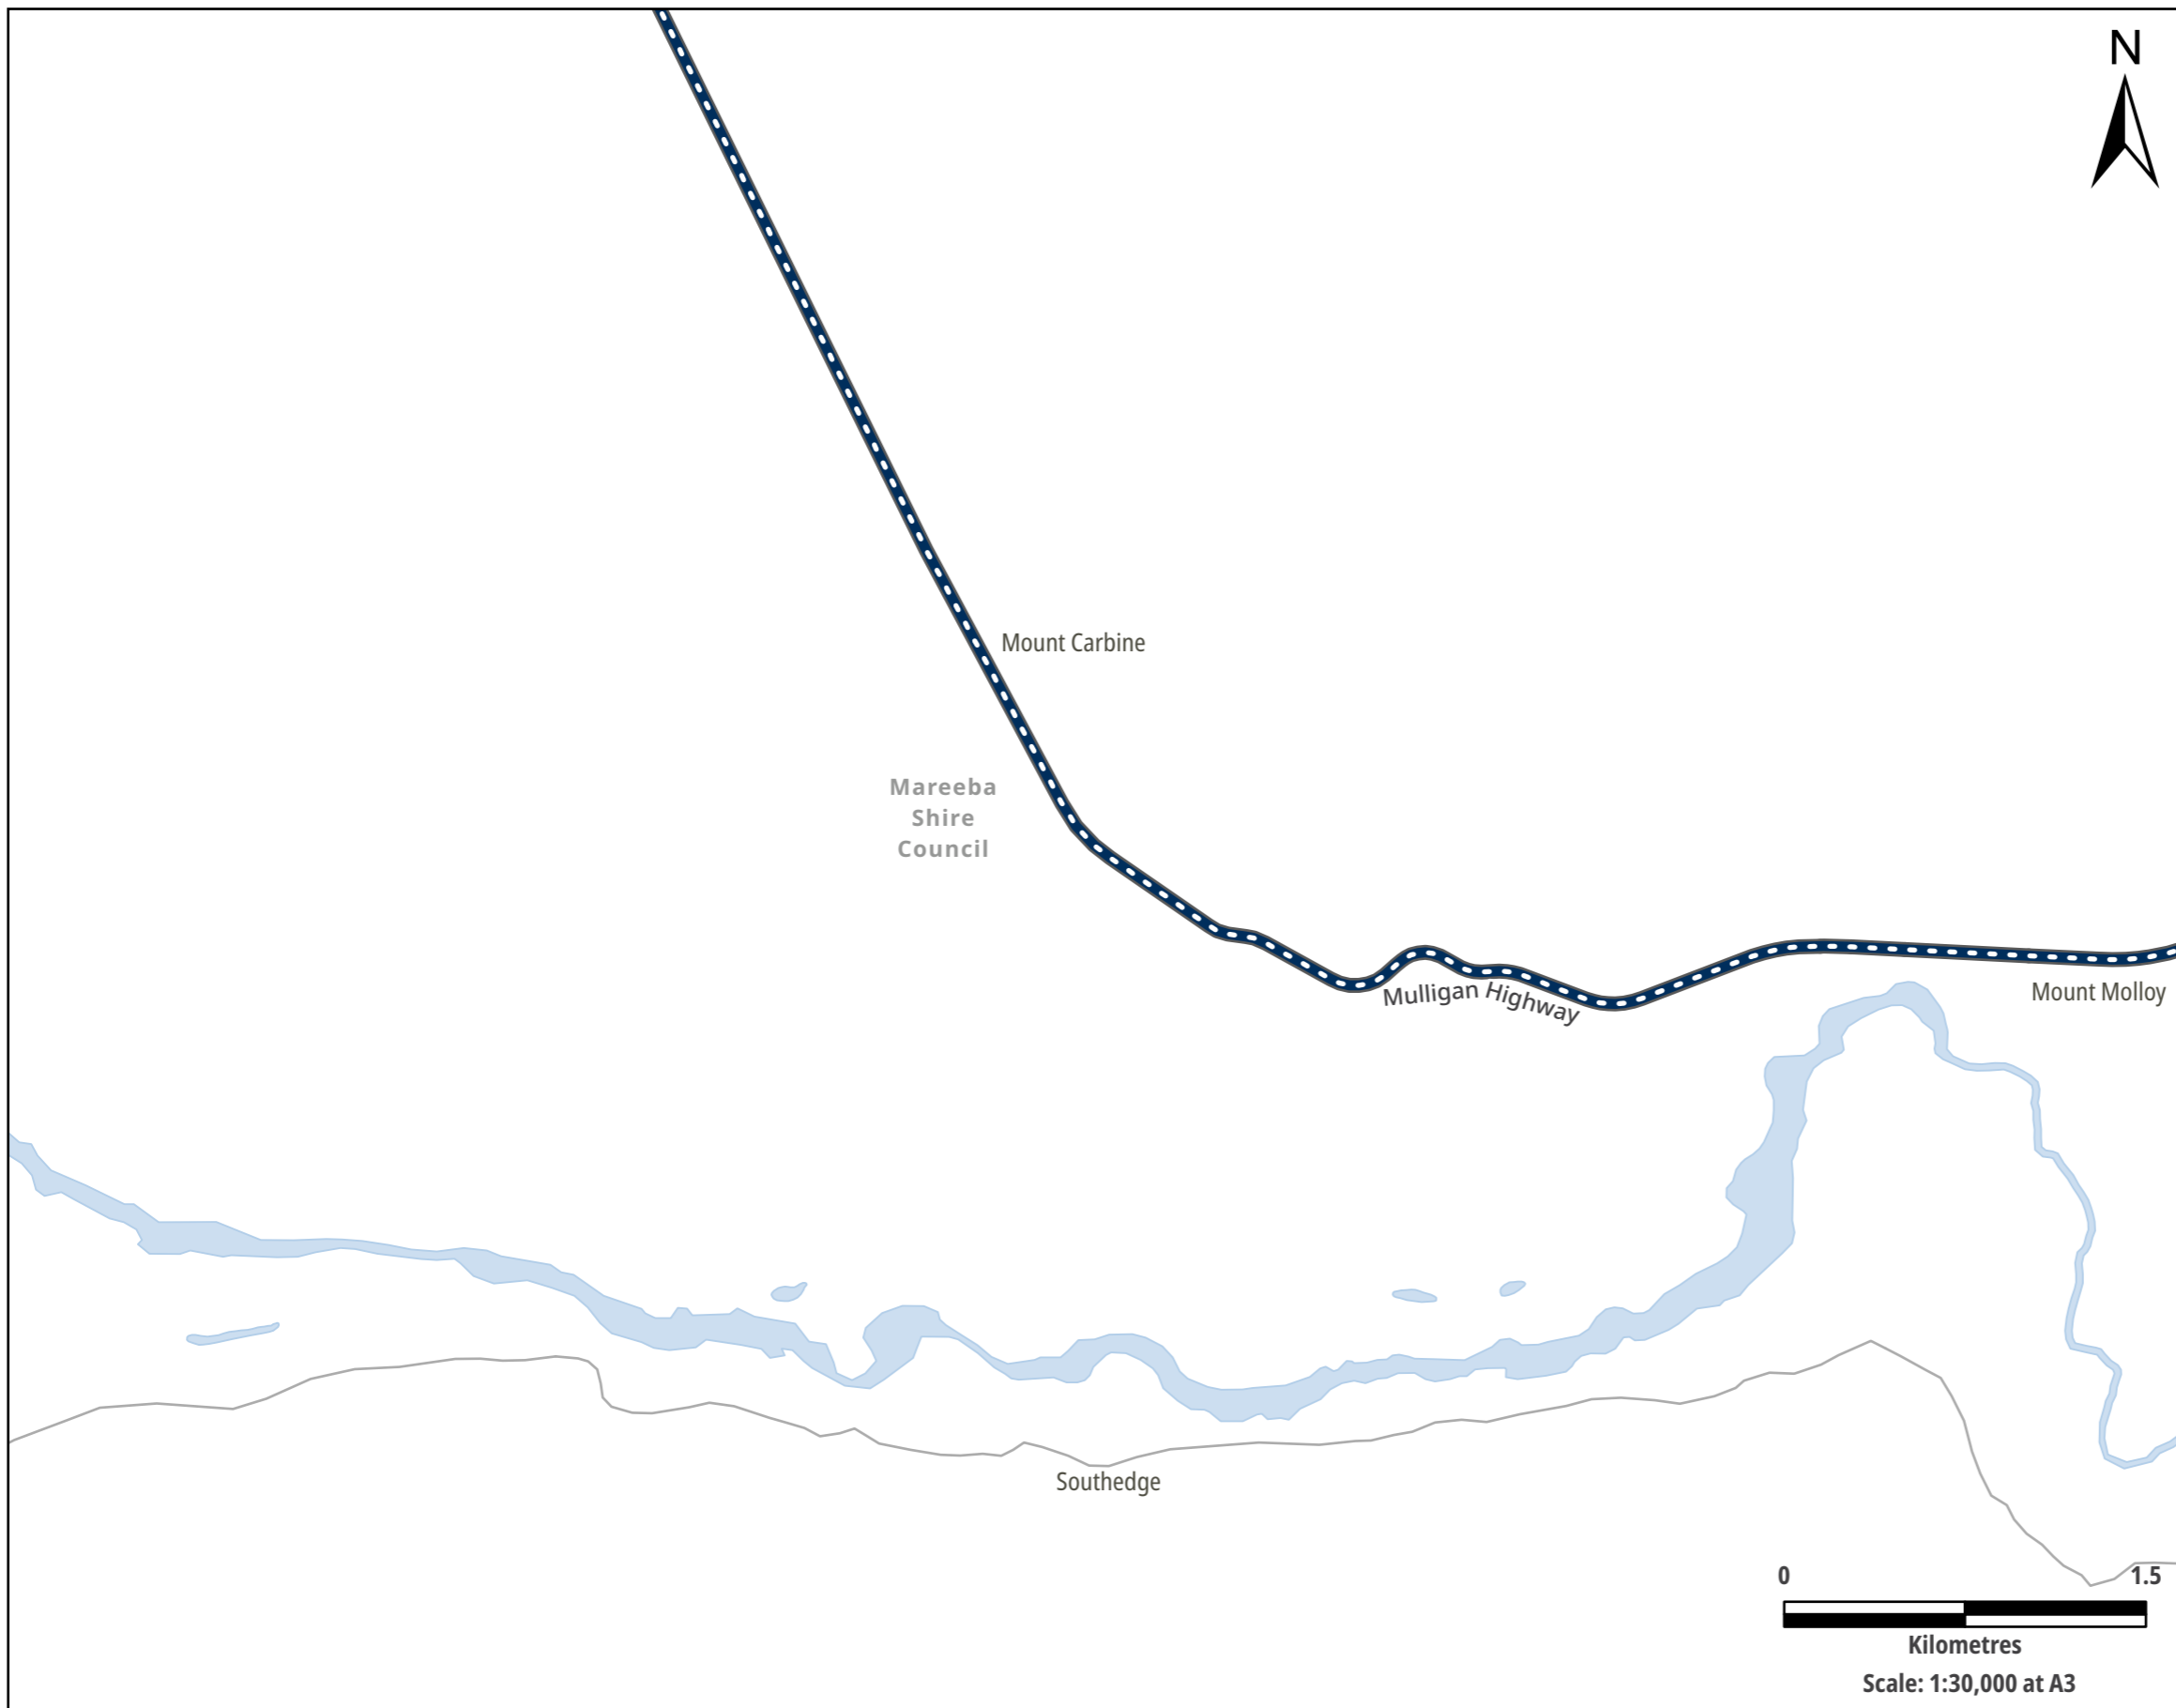 N
Mount Carbine
Mareeba
Shire
Council
Mulligan Highway
Mount Molloy
Southedge
0 1.5
Kilometres
Scale: 1:30,000 at A3